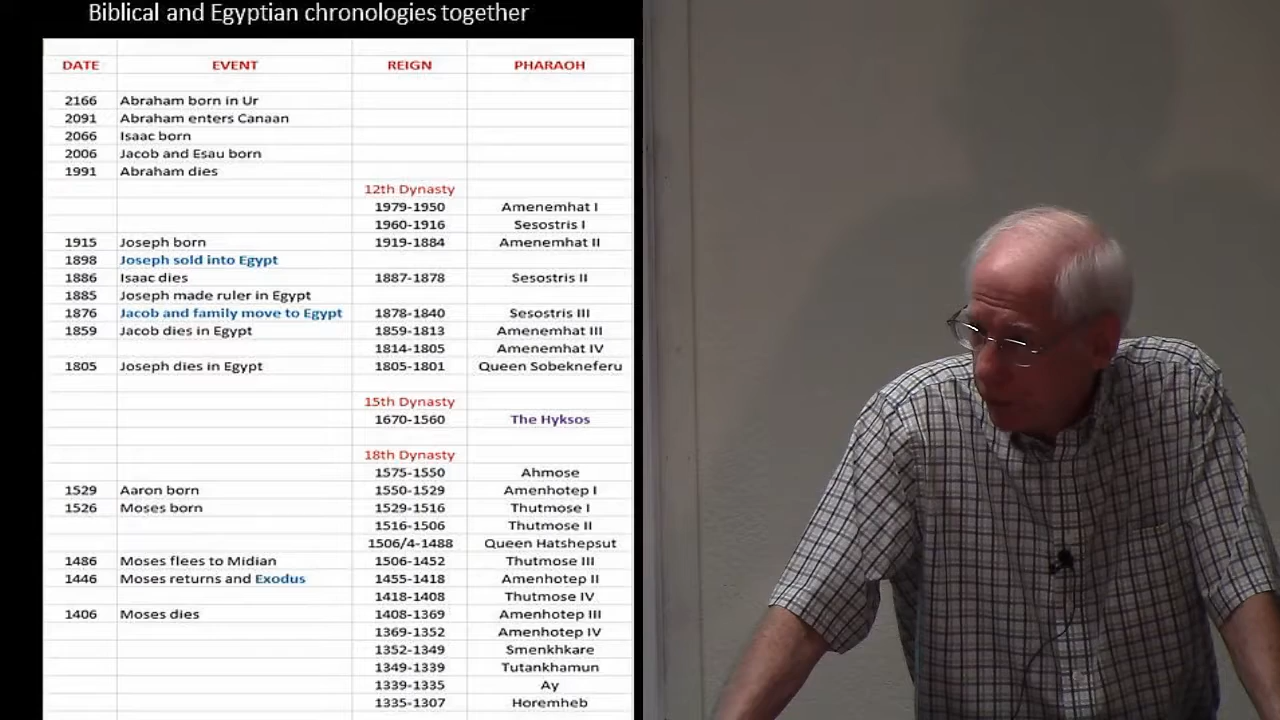 Biblical and Egyptian chronologies together
DATE EVENT REIGN PHARAOH
2166 Abraham born in Ur
2091 Abraham enters Canaan
2066 Isaac born
2006 Jacob and Esau born
1991 Abraham dies
12th Dynasty
1979-1950 Amenemhat I
1960-1916 Sesostris I
1915 Joseph born 1919-1884 Amenemhat II
1898 Joseph sold into Egypt
1886 Isaac dies 1887-1878 Sesostris II
1885 Joseph made ruler in Egypt
1876 Jacob and family move to Egypt 1878-1840 Sesostris III
1859 Jacob dies in Egypt 1859-1813 Amenemhat III
1814-1805 Amenemhat IV
1805 Joseph dies in Egypt 1805-1801 Queen Sobekneferu
15th Dynasty
1670-1560 The Hyksos
18th Dynasty
1575-1550 Ahmose
1529 Aaron born 1550-1529 Amenhotep I
1526 Moses born 1529-1516 Thutmose I
1516-1506 Thutmose II
1506/4-1488 Queen Hatshepsut
1486 Moses flees to Midian 1506-1452 Thutmose III
1446 Moses returns and Exodus 1455-1418 Amenhotep II
1418-1408 Thutmose IV
1406 Moses dies 1408-1369 Amenhotep III
1369-1352 Amenhotep IV
1352-1349 Smenkhkare
1349-1339 Tutankhamun
1339-1335 Ay
1335-1307 Horemheb